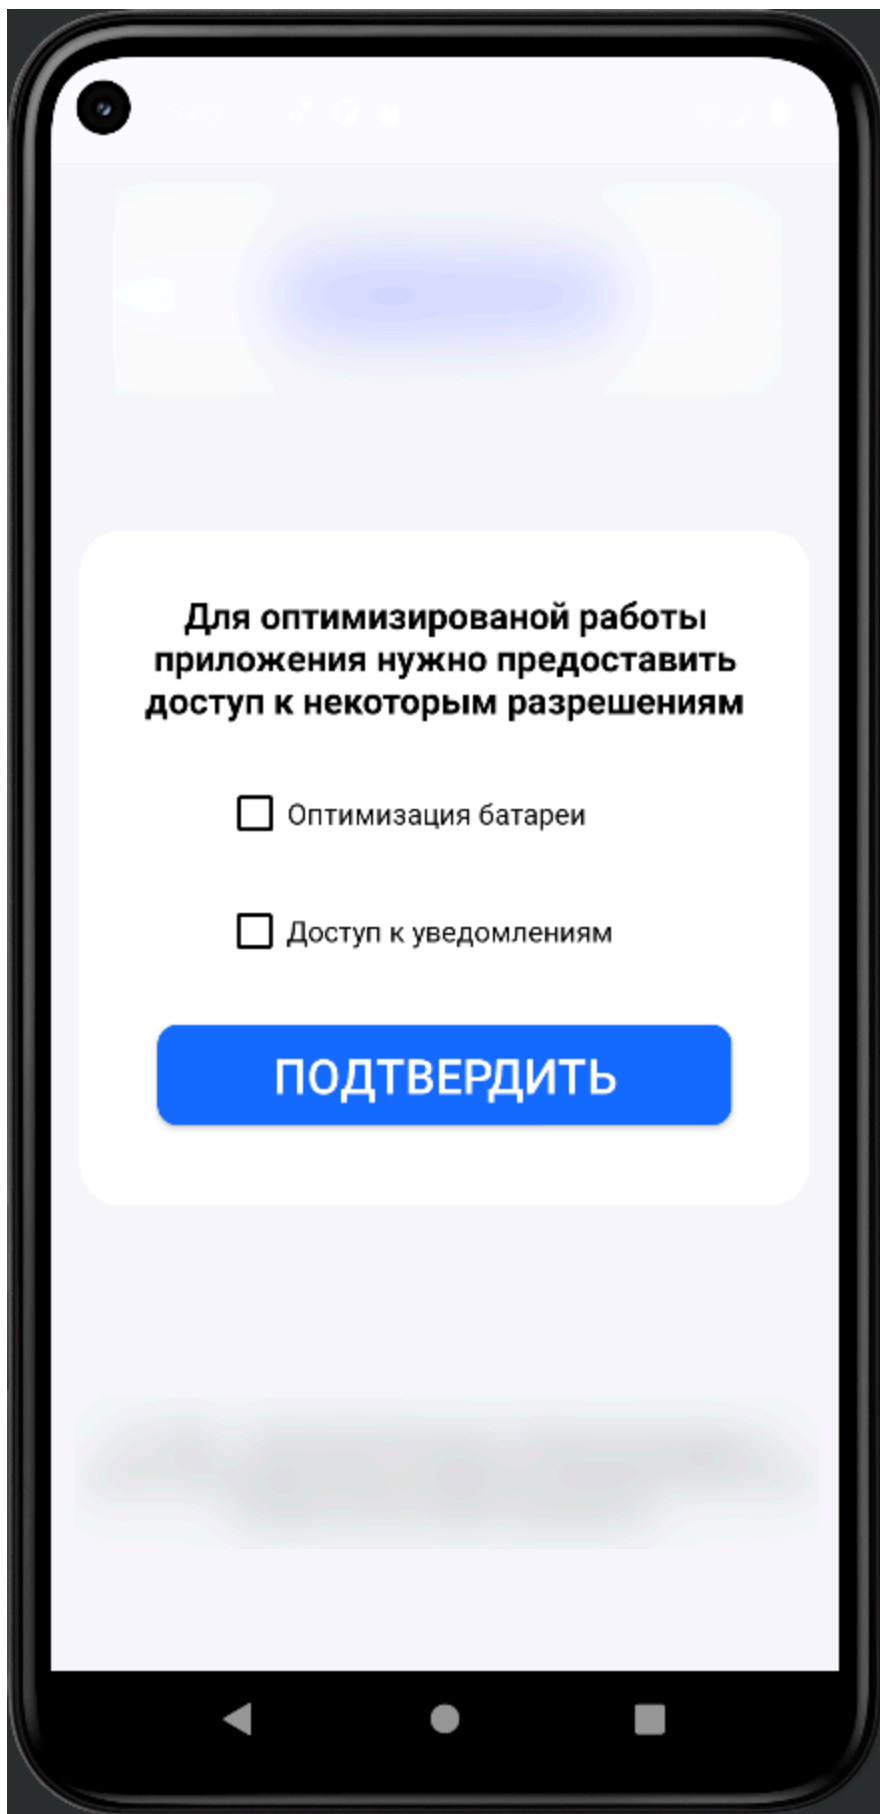 Для оптимизированой работы
приложения нужно предоставить
доступ к некоторым разрешениям
Оптимизация батареи
Доступ к уведомлениям
ПОДТВЕРДИТЬ